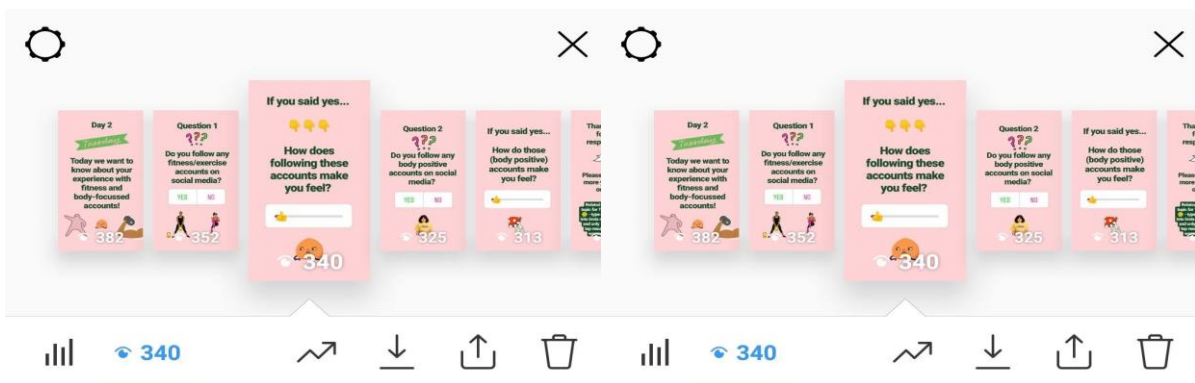 Day 2
Tuesday
Today we want to
know about your
experience with
fitness and
body-focussed
accounts!
382
Question 1
???
Do you follow any
fitness/exercise
accounts on
social media?
YES NO
352
If you said yes...
How does
following these
accounts make
you feel?
340
Question 2
???
Do you follow any
body positive
accounts on social
media?
YES NO
325
If you said yes...
How do those
(body positive)
accounts make
you feel?
313
340
Day 2
Tuesday
Today we want to
know about your
experience with
fitness and
body-focussed
accounts!
382
Question 1
???
Do you follow any
fitness/exercise
accounts on
social media?
YES NO
352
If you said yes...
How does
following these
accounts make
you feel?
340
Question 2
???
Do you follow any
body positive
accounts on social
media?
YES NO
325
If you said yes...
How do those
(body positive)
accounts make
you feel?
313
340